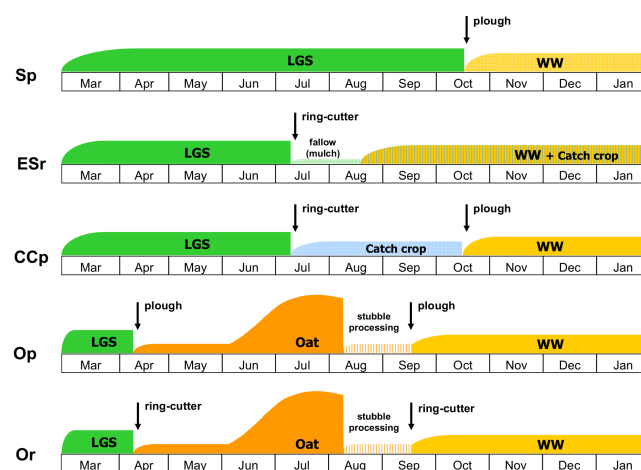 plough
Sp LGS WW
Mar Apr May Jun Jul Aug Sep Oct Nov Dec Jan
ring-cutter
fallow
(mulch)
ESr LGS WW + Catch crop
Mar Apr May Jun Jul Aug Sep Oct Nov Dec Jan
ring-cutter plough
CCp LGS Catch crop WW
Mar Apr May Jun Jul Aug Sep Oct Nov Dec Jan
plough stubble processing plough
Op LGS Oat WW
Mar Apr May Jun Jul Aug Sep Oct Nov Dec Jan
ring-cutter stubble processing ring-cutter
Or LGS Oat WW
Mar Apr May Jun Jul Aug Sep Oct Nov Dec Jan